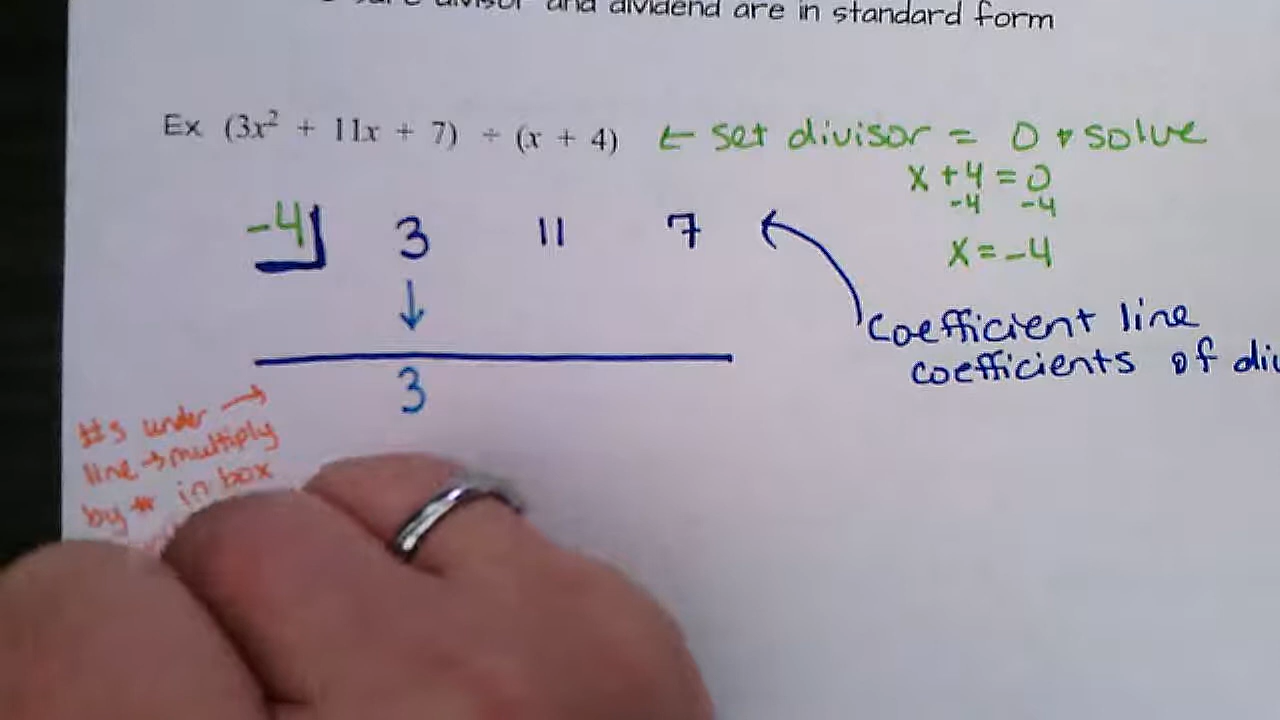 divisor and dividend are in standard form
Ex (3x² + 11x + 7) ÷ (x + 4) ← set divisor = 0 & solve
x + 4 = 0
-4 -4
x = -4
-4 3 11 7
↓
3
Coefficient line
coefficients of
#s under →
line → multiply
by # in box